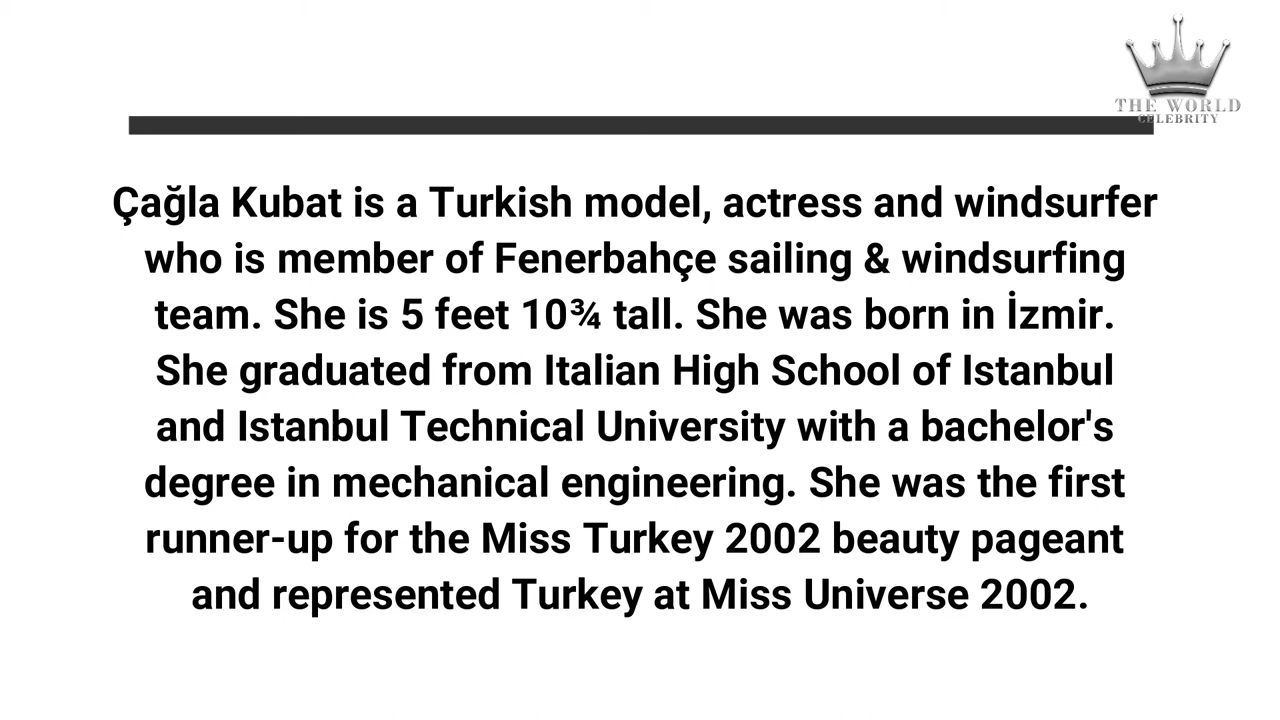 THE WORLD
CELEBRITY
Çağla Kubat is a Turkish model, actress and windsurfer
who is member of Fenerbahçe sailing & windsurfing
team. She is 5 feet 10¾ tall. She was born in İzmir.
She graduated from Italian High School of Istanbul
and Istanbul Technical University with a bachelor's
degree in mechanical engineering. She was the first
runner-up for the Miss Turkey 2002 beauty pageant
and represented Turkey at Miss Universe 2002.